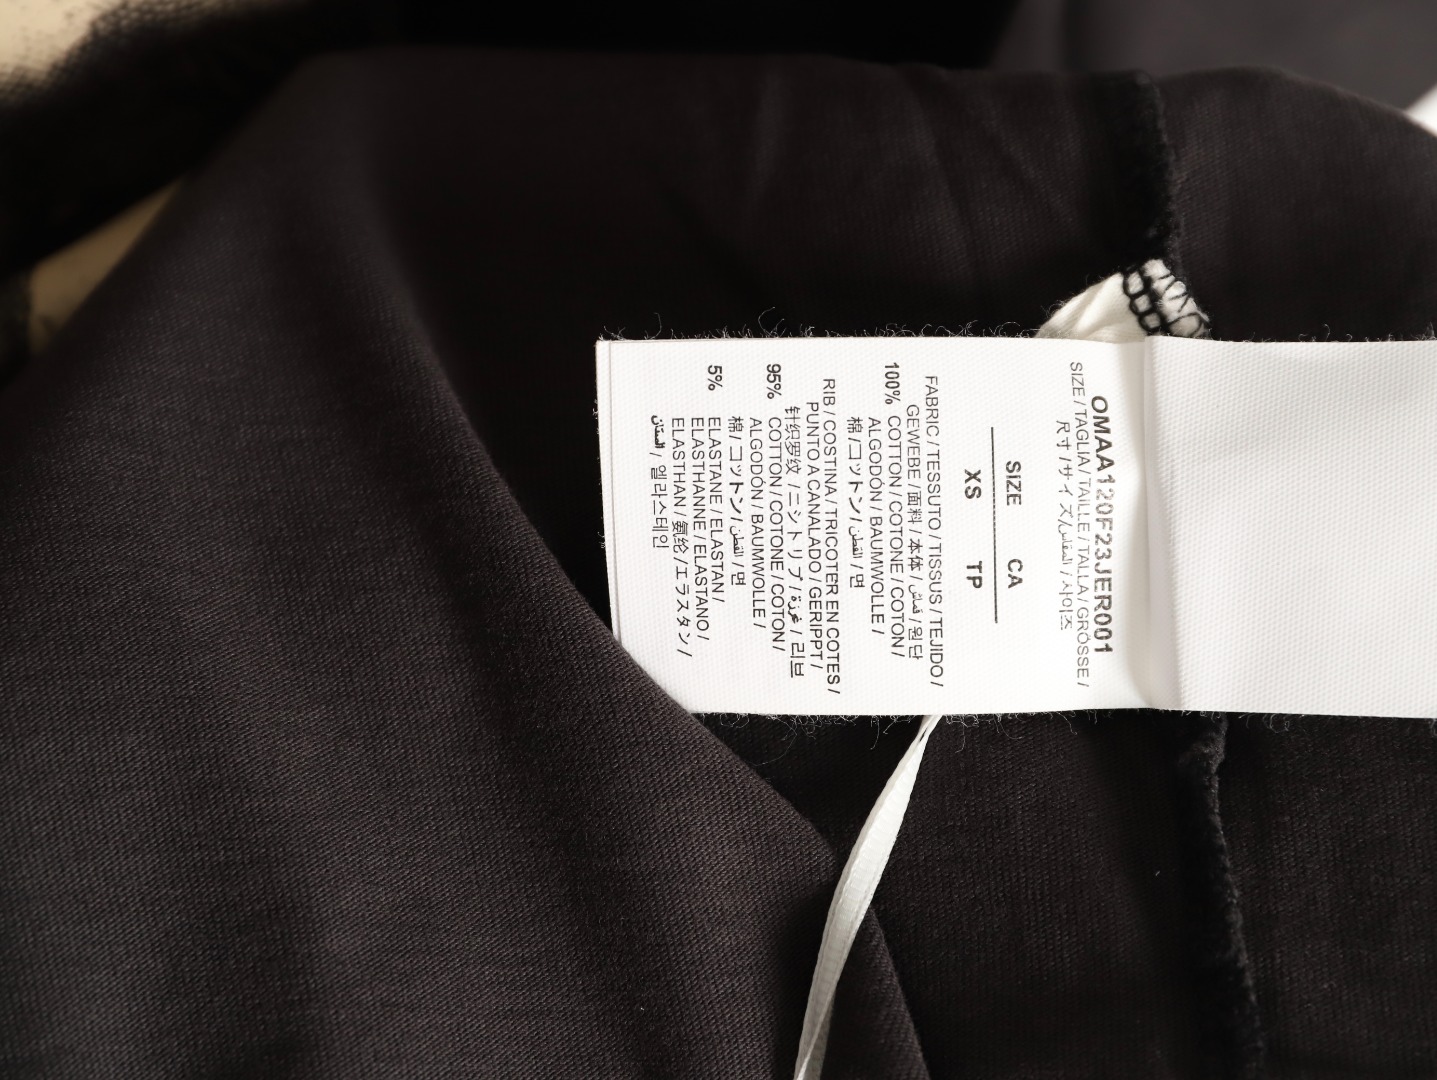 OMAA120F23JER001
SIZE / TAGLIA / TAILLE / TALLA / GRÖSSE /
尺寸 / サイズ / المقاس / 사이즈
SIZE CA
XS TP
FABRIC / TESSUTO / TISSUS / TEJIDO /
GEWEBE / 面料 / 本体 / قماش / 원단
100% COTTON / COTONE / COTON /
ALGODÓN / BAUMWOLLE /
棉 / コットン / القطن / 면
RIB / COSTINA / TRICOTER EN COTES /
PUNTO A CANALADO / GERIPPT /
针织罗纹 / ニットリブ / غرزة / 리브
95% COTTON / COTONE / COTON /
ALGODÓN / BAUMWOLLE /
棉 / コットン / القطن / 면
5% ELASTANE / ELASTAN /
ELASTHANNE / ELASTANO /
ELASTHAN / 氨纶 / エラスタン /
/ 엘라스테인